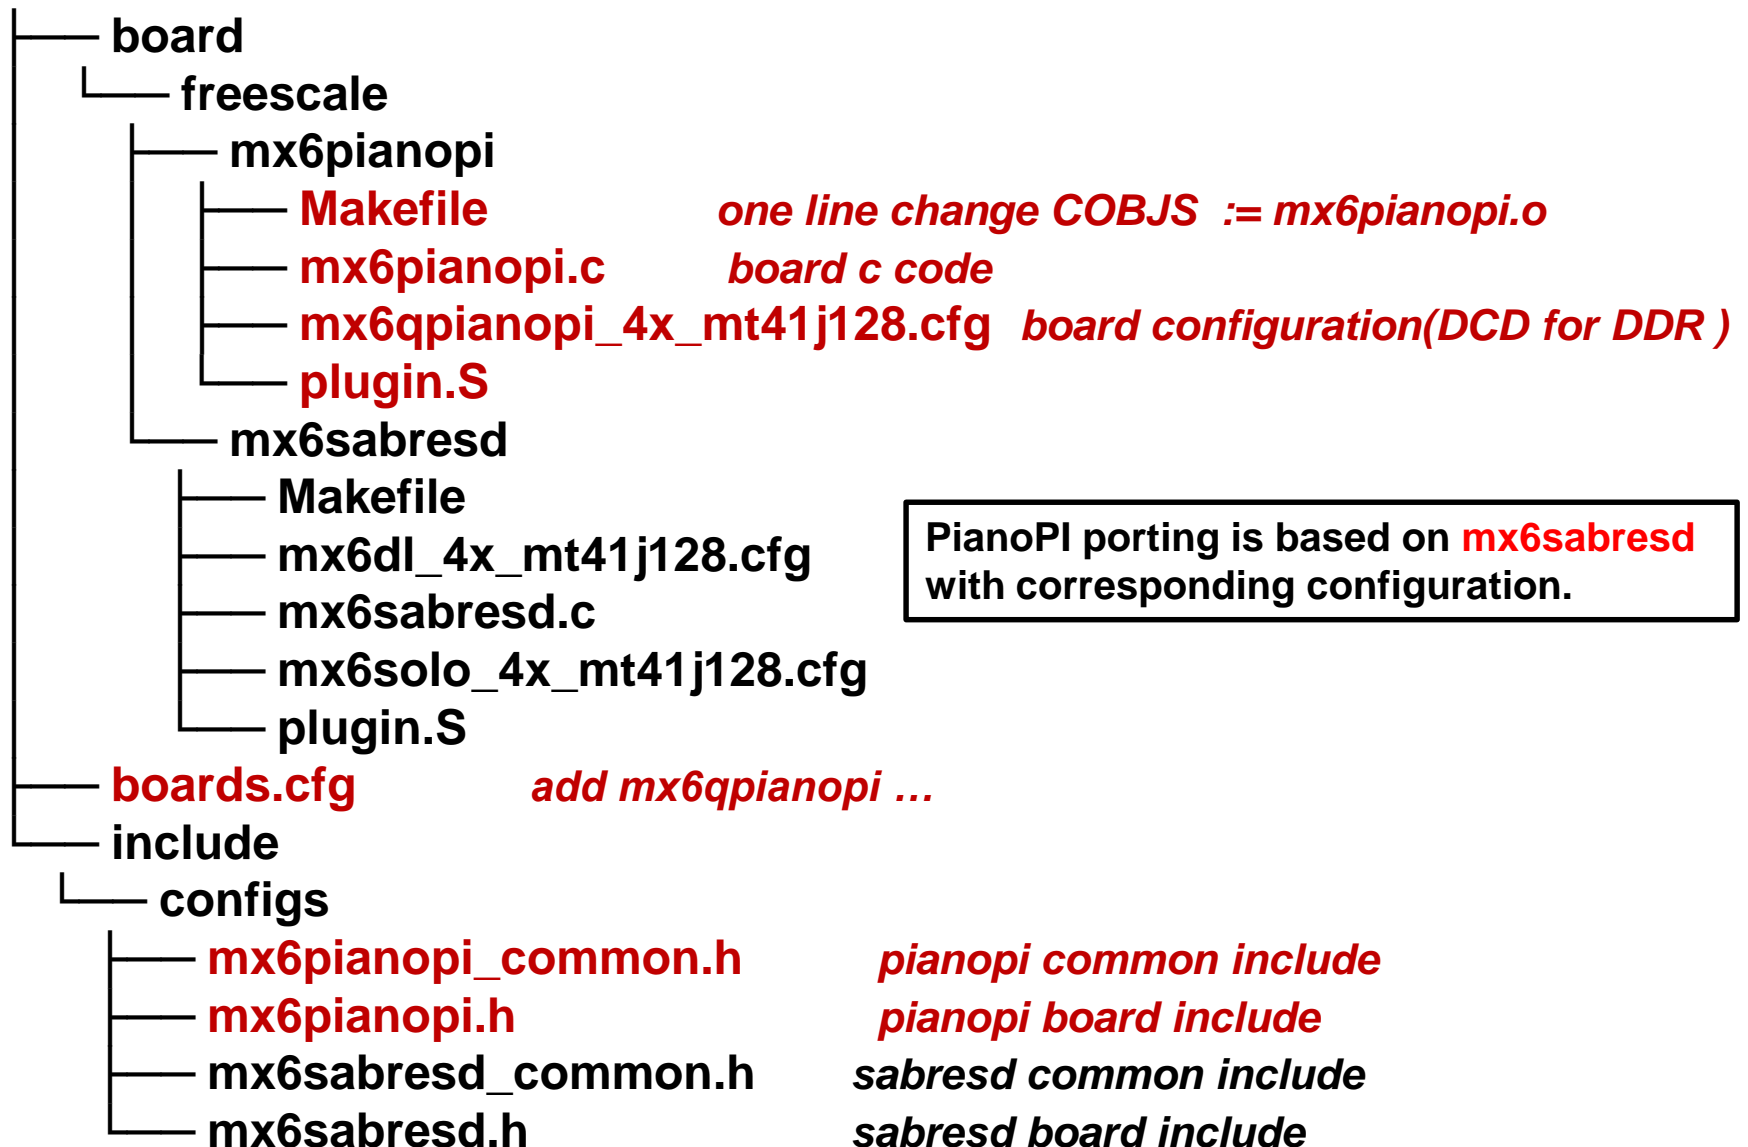 board
freescale
mx6pianopi
Makefile one line change COBJS := mx6pianopi.o
mx6pianopi.c board c code
mx6qpianopi_4x_mt41j128.cfg board configuration(DCD for DDR )
plugin.S
mx6sabresd
Makefile
mx6dl_4x_mt41j128.cfg
mx6sabresd.c
mx6solo_4x_mt41j128.cfg
plugin.S
PianoPI porting is based on mx6sabresd
with corresponding configuration.
boards.cfg add mx6qpianopi …
include
configs
mx6pianopi_common.h pianopi common include
mx6pianopi.h pianopi board include
mx6sabresd_common.h sabresd common include
mx6sabresd.h sabresd board include